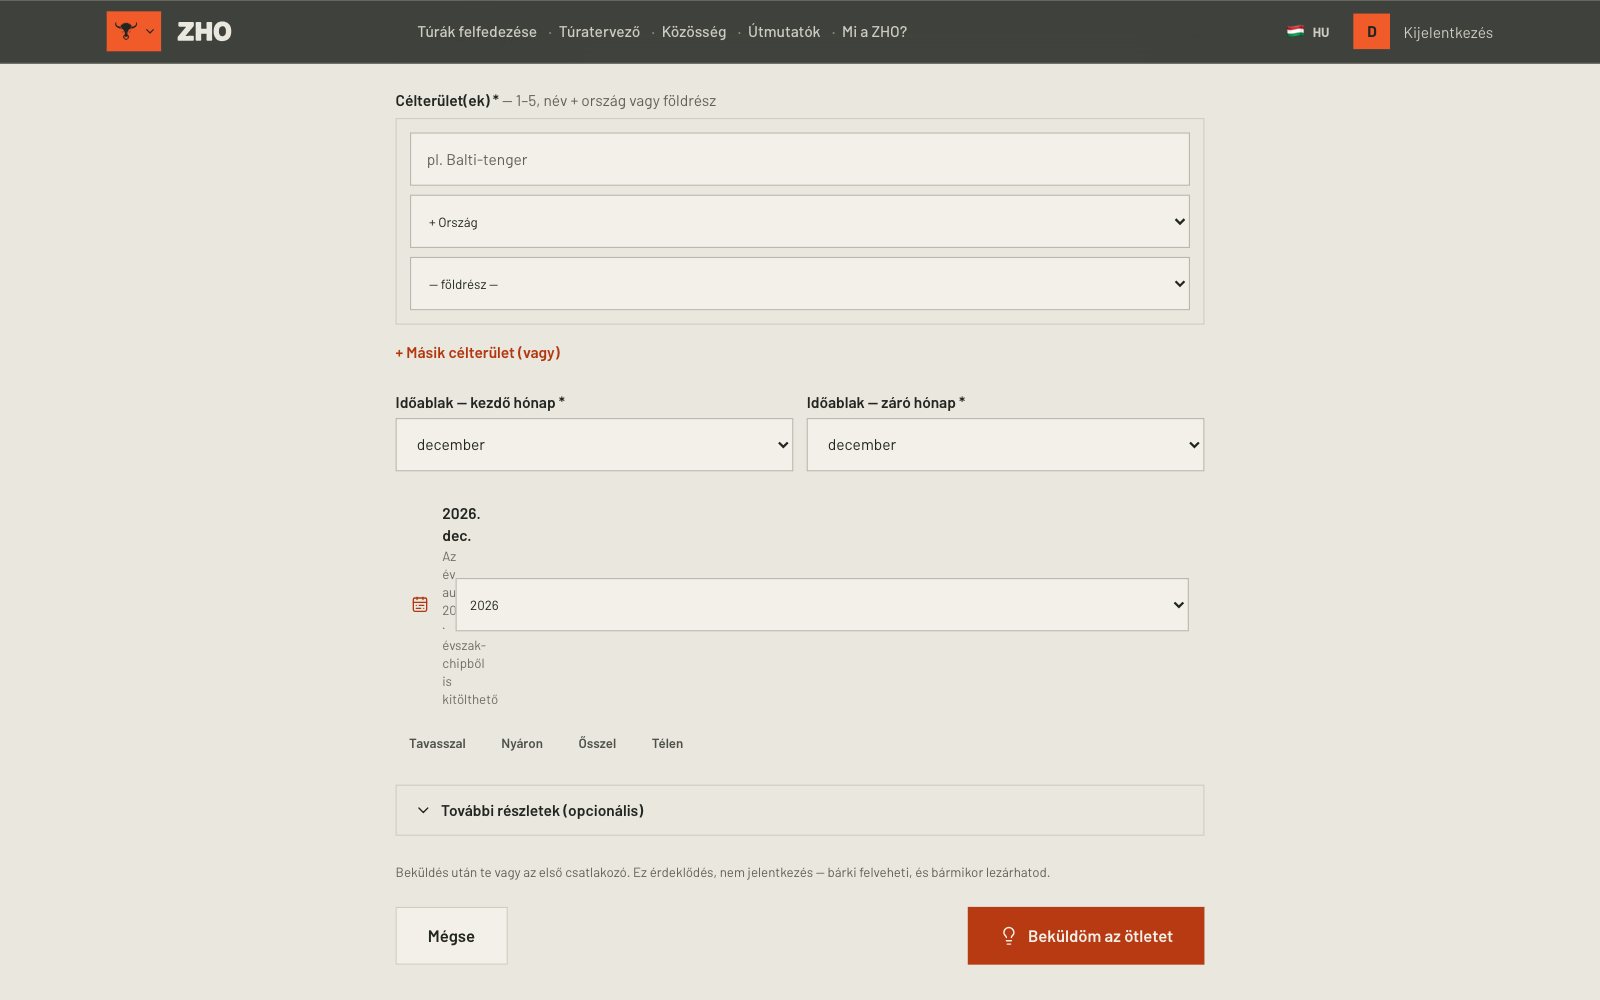 ZHO
Túrák felfedezése · Túratervező · Közösség · Útmutatók · Mi a ZHO?
HU
D
Kijelentkezés
Célterület(ek) * — 1–5, név + ország vagy földrész
pl. Balti-tenger
+ Ország
— földrész —
+ Másik célterület (vagy)
Időablak — kezdő hónap *
Időablak — záró hónap *
december
december
2026.
dec.
Az
év
au
20
·
évszak-
chipből
is
kitölthető
2026
Tavasszal
Nyáron
Ősszel
Télen
További részletek (opcionális)
Beküldés után te vagy az első csatlakozó. Ez érdeklődés, nem jelentkezés — bárki felveheti, és bármikor lezárhatod.
Mégse
Beküldöm az ötletet